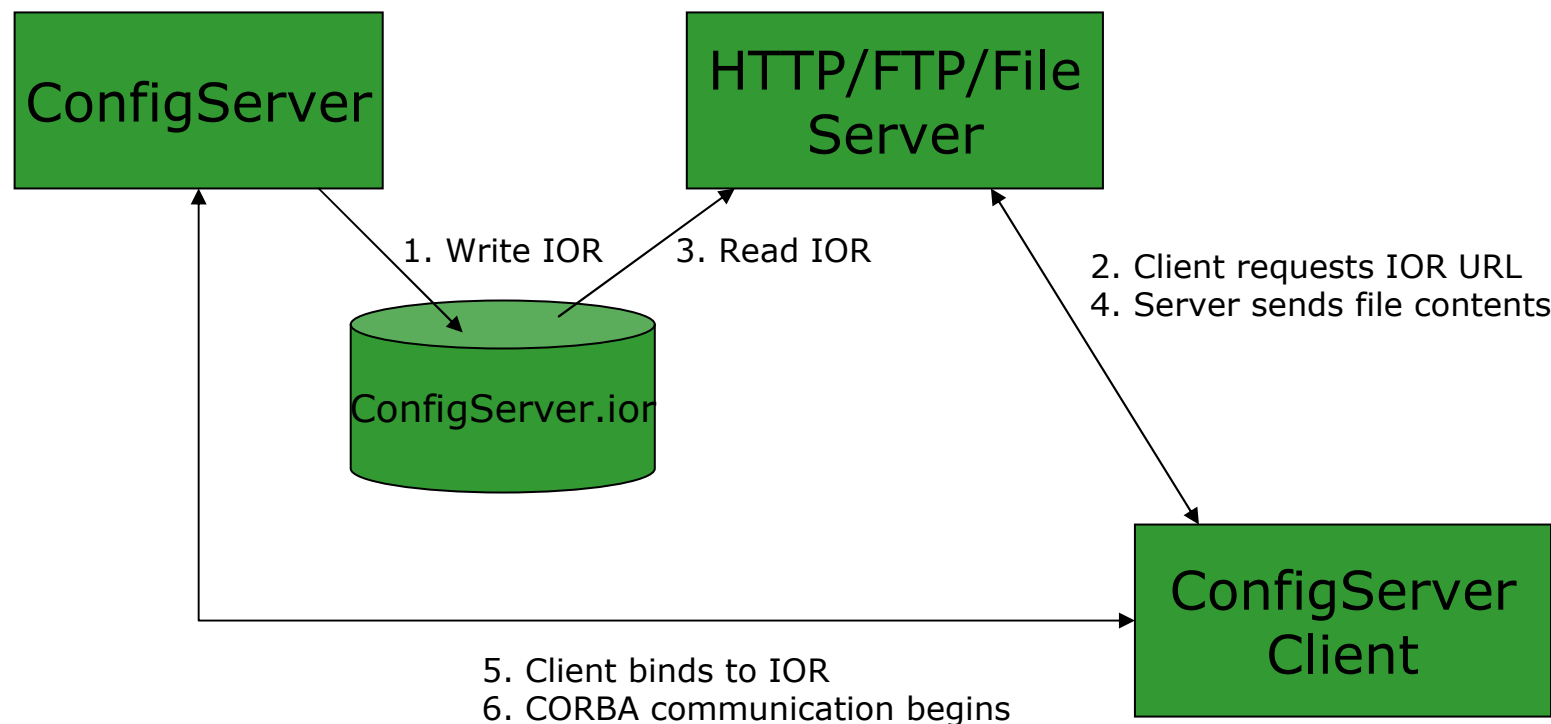 ConfigServer
HTTP/FTP/File
Server
1. Write IOR
3. Read IOR
2. Client requests IOR URL
4. Server sends file contents
ConfigServer.ior
ConfigServer
Client
5. Client binds to IOR
6. CORBA communication begins